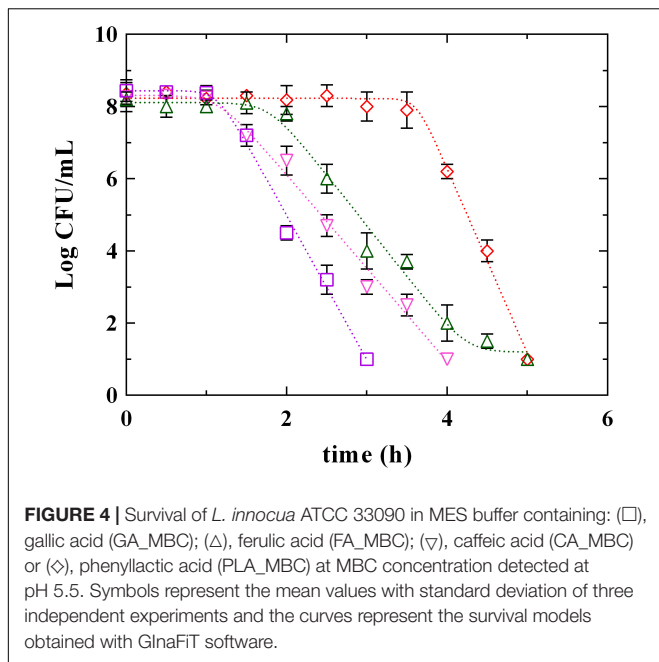 10
8
6
4
2
0
Log CFU/mL
0 2 4 6
time (h)
FIGURE 4 | Survival of L. innocua ATCC 33090 in MES buffer containing: (□),
gallic acid (GA_MBC); (△), ferulic acid (FA_MBC); (▽), caffeic acid (CA_MBC)
or (◇), phenyllactic acid (PLA_MBC) at MBC concentration detected at
pH 5.5. Symbols represent the mean values with standard deviation of three
independent experiments and the curves represent the survival models
obtained with GInaFiT software.